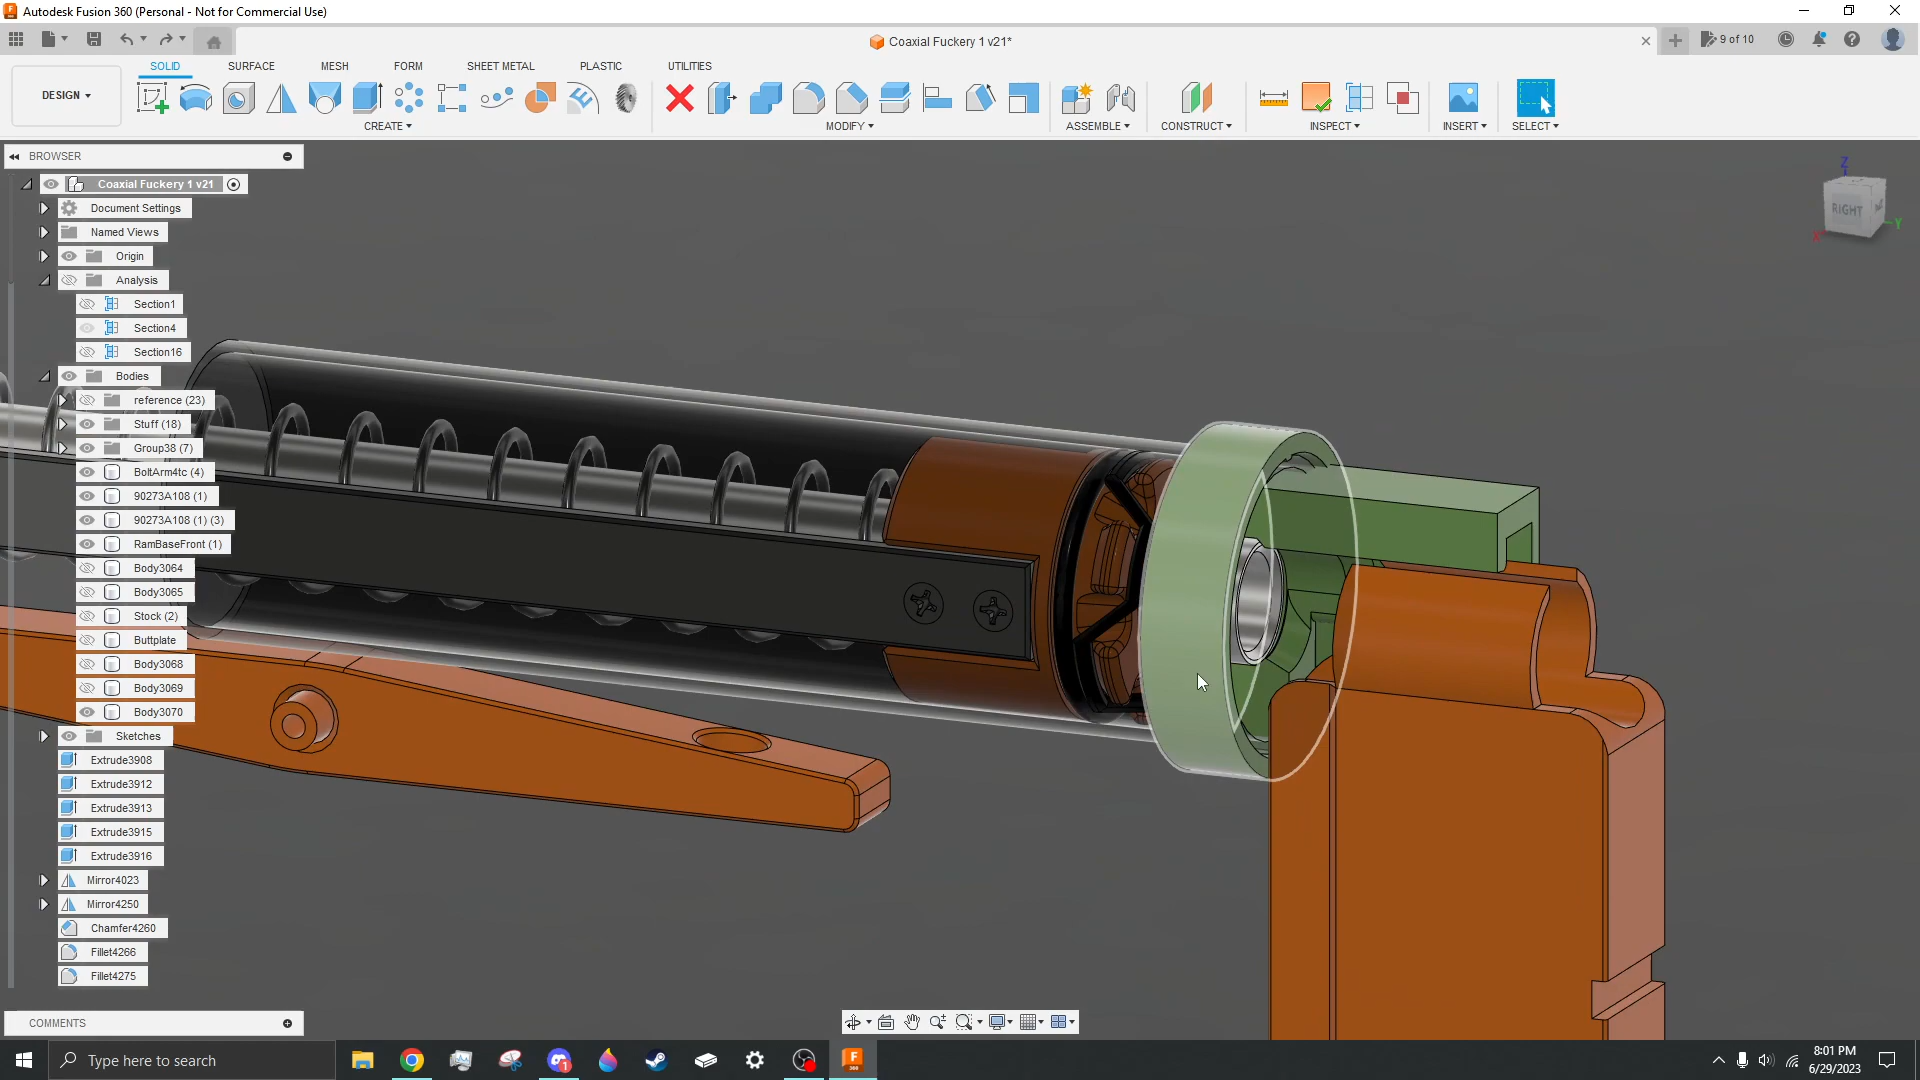 Autodesk Fusion 360 (Personal - Not for Commercial Use)
Coaxial Fuckery 1 v21*
9 of 10
SOLID
SURFACE
MESH
FORM
SHEET METAL
PLASTIC
UTILITIES
DESIGN
CREATE
MODIFY
ASSEMBLE
CONSTRUCT
INSPECT
INSERT
SELECT
BROWSER
Coaxial Fuckery 1 v21
Document Settings
Named Views
Origin
Analysis
Section1
Section4
Section16
Bodies
reference (23)
Stuff (18)
Group38 (7)
BoltArm4tc (4)
90273A108 (1)
90273A108 (1) (3)
RamBaseFront (1)
Body3064
Body3065
Stock (2)
Buttplate
Body3068
Body3069
Body3070
Sketches
Extrude3908
Extrude3912
Extrude3913
Extrude3915
Extrude3916
Mirror4023
Mirror4250
Chamfer4260
Fillet4266
Fillet4275
Z
RIGHT
Y
X
COMMENTS
Type here to search
1
F
360
8:01 PM
6/29/2023